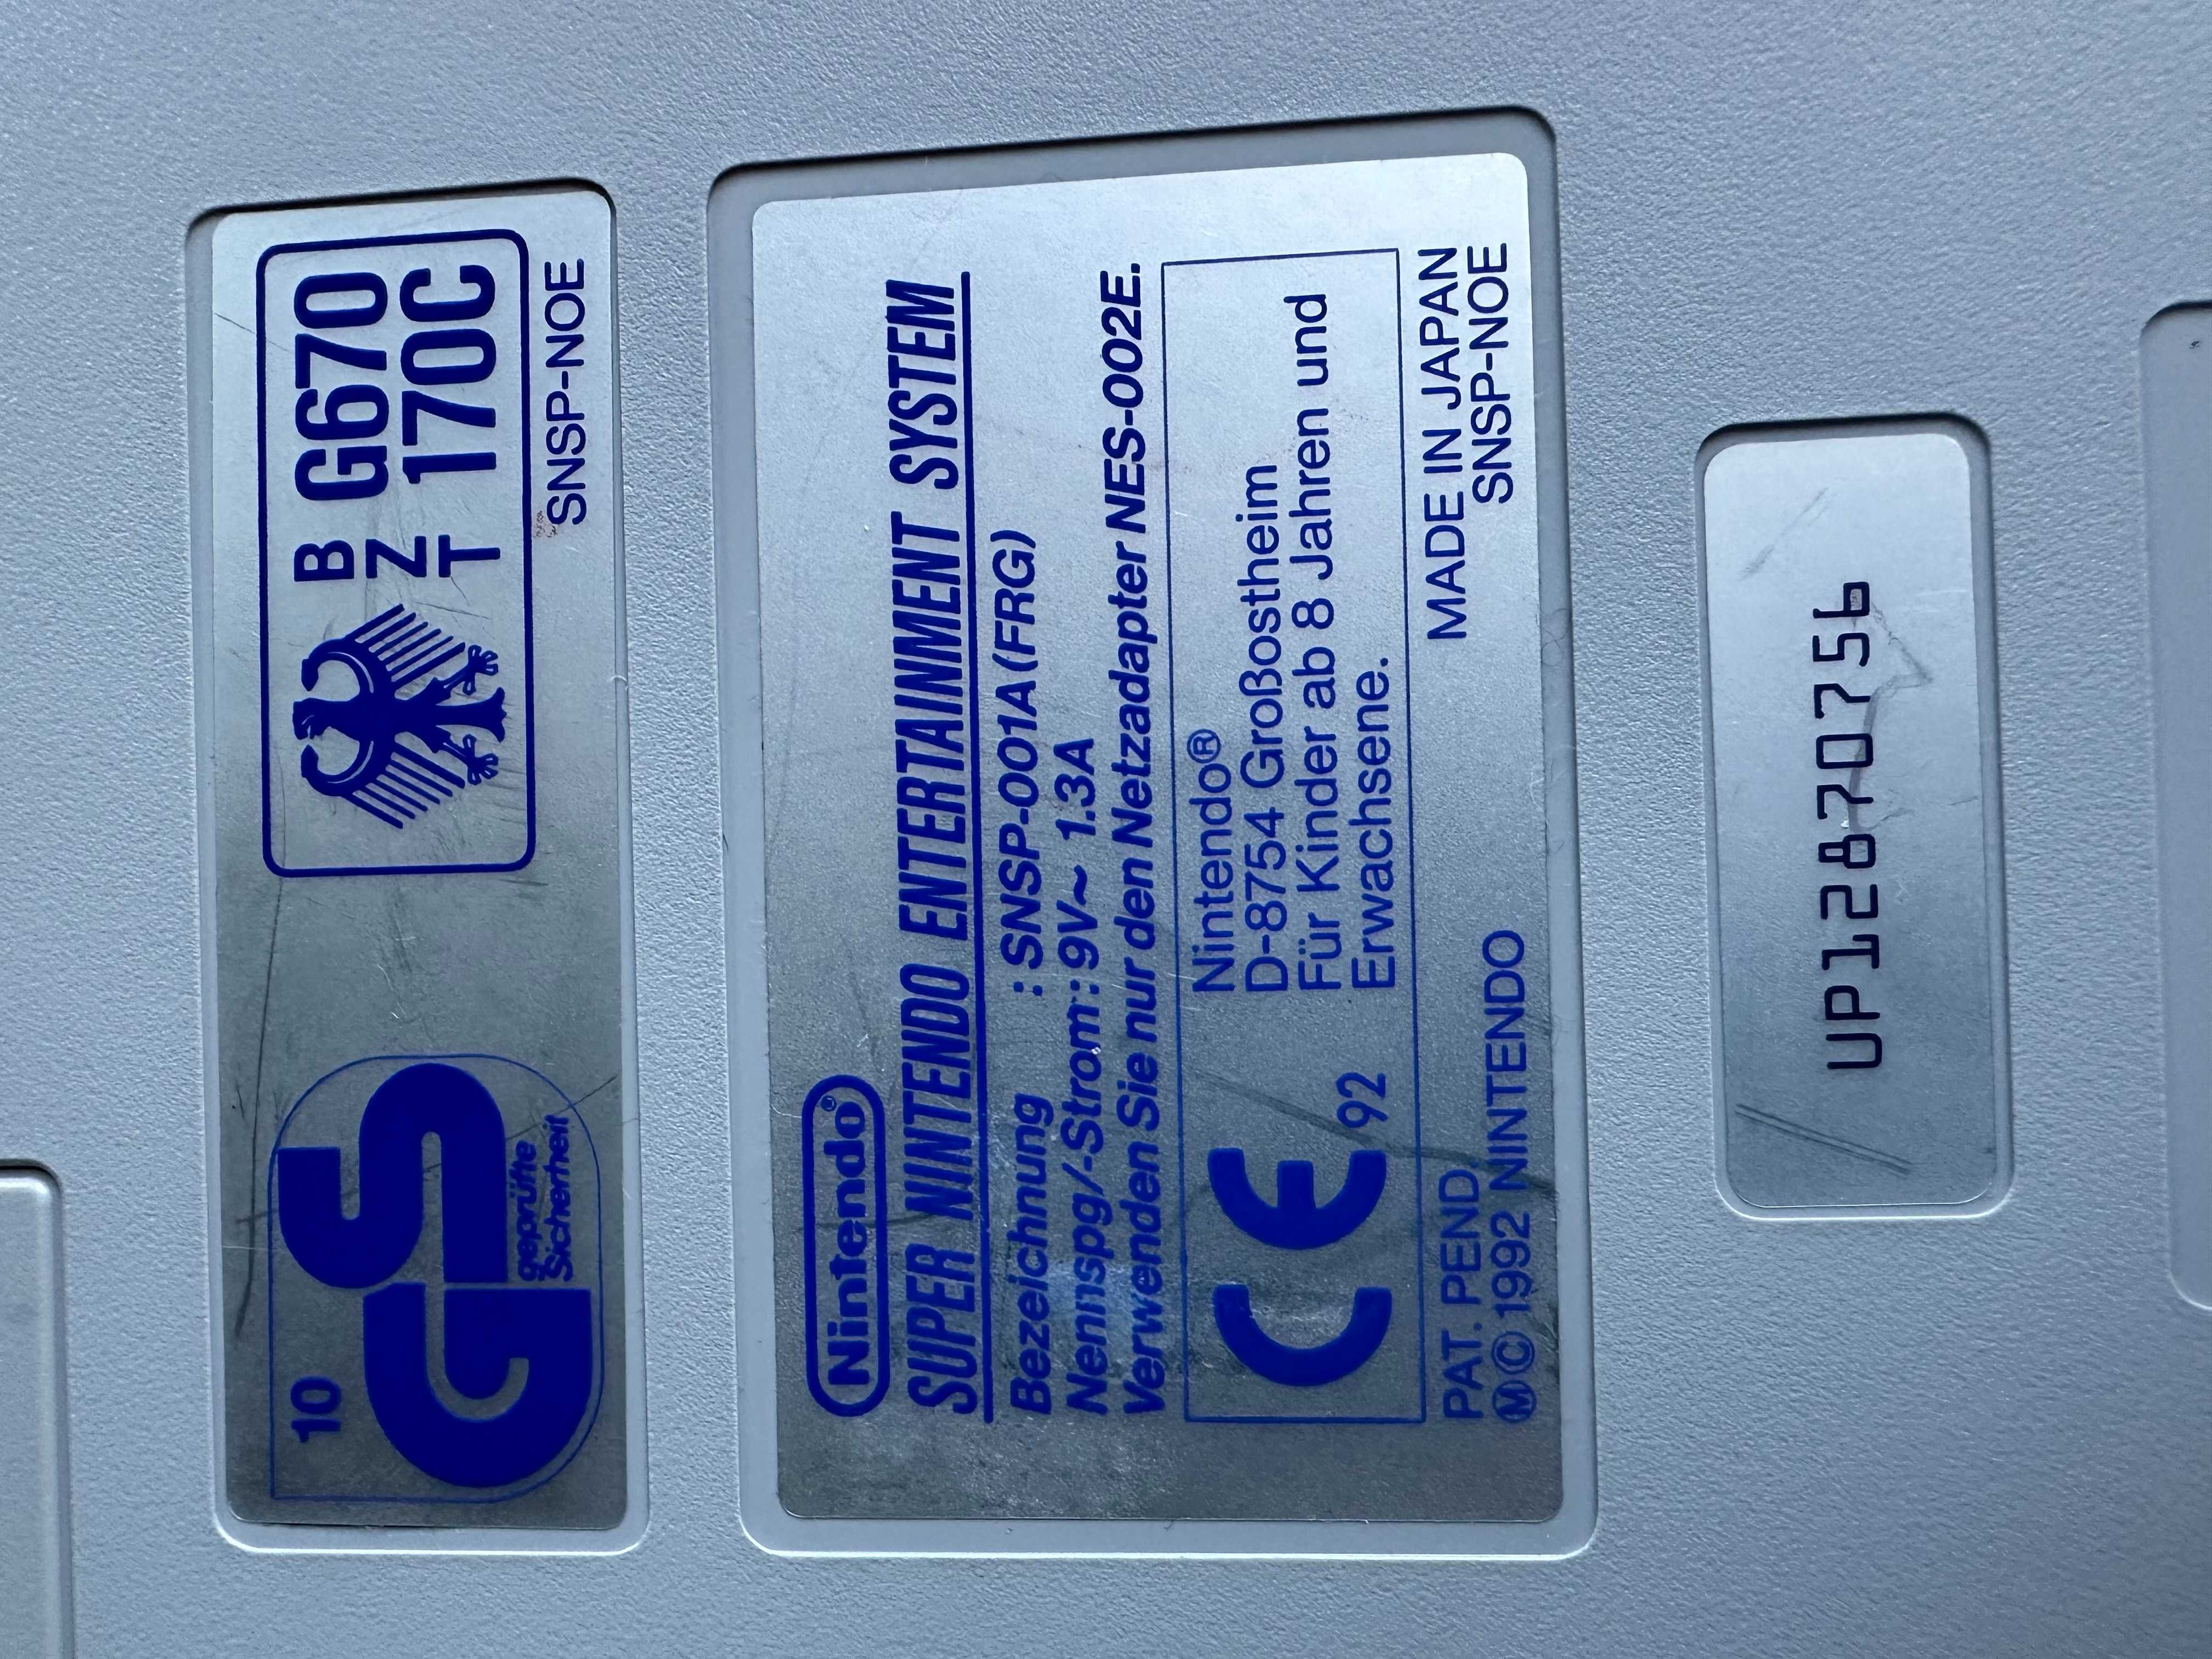 10
GS
geprüfte
Sicherheit
B G670
Z 170C
T
SNSP-NOE
Nintendo®
SUPER NINTENDO ENTERTAINMENT SYSTEM
Bezeichnung : SNSP-001A(FRG)
Nennspg/-Strom: 9V~ 1.3A
Verwenden Sie nur den Netzadapter NES-002E.
CE 92
Nintendo®
D-8754 Großostheim
Für Kinder ab 8 Jahren und
Erwachsene.
PAT. PEND. MADE IN JAPAN
Ⓜ©1992 NINTENDO SNSP-NOE
UP12870756